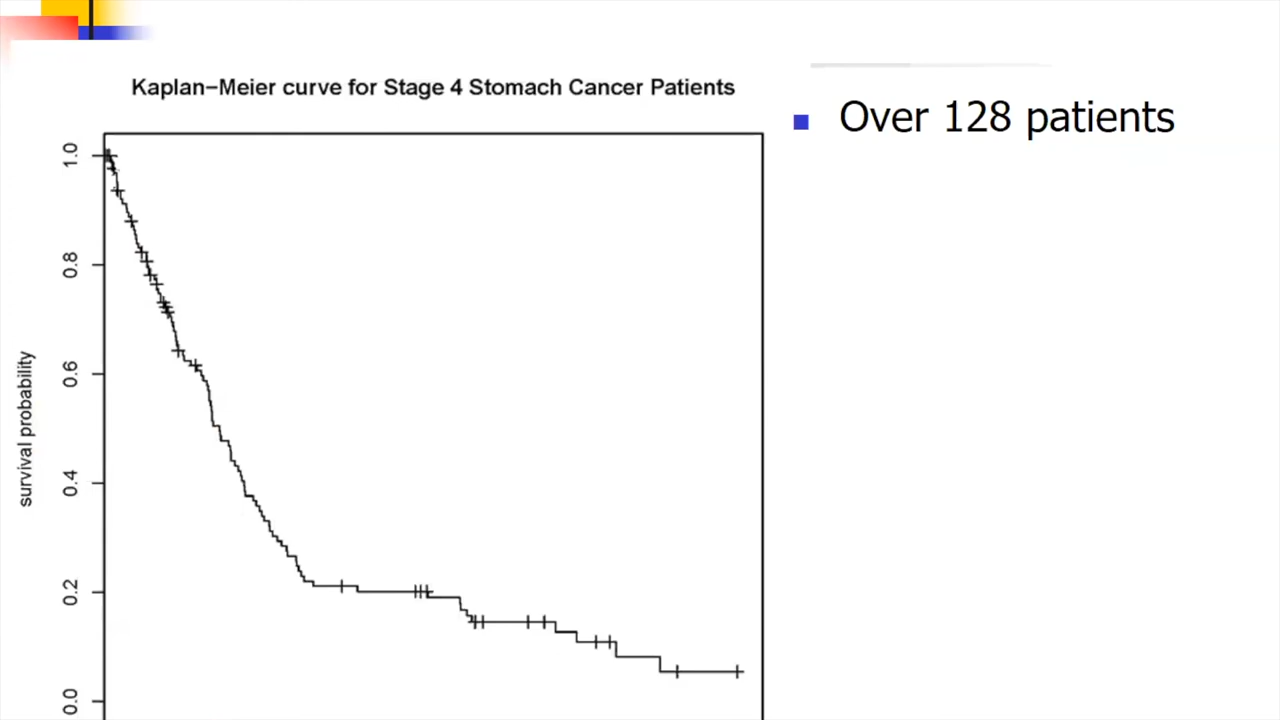 Kaplan−Meier curve for Stage 4 Stomach Cancer Patients
Over 128 patients
survival probability
1.0
0.8
0.6
0.4
0.2
0.0